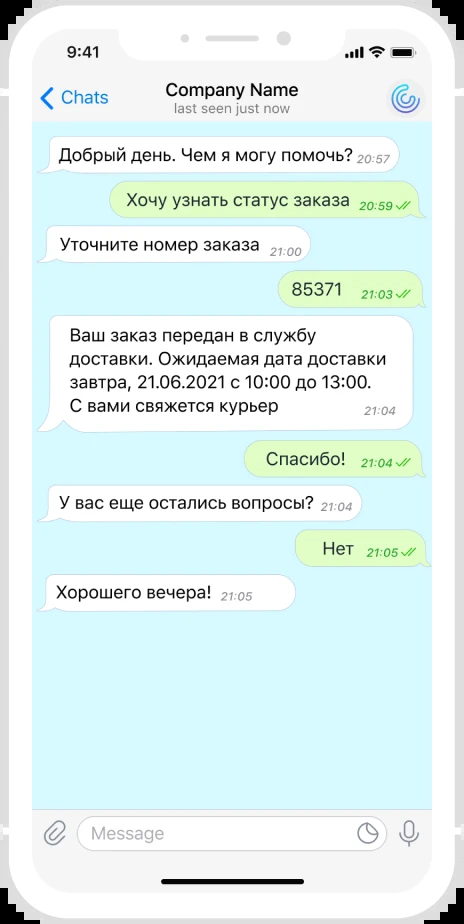 9:41
Chats
Company Name
last seen just now
Добрый день. Чем я могу помочь? 20:57
Хочу узнать статус заказа 20:59
Уточните номер заказа 21:00
85371 21:03
Ваш заказ передан в службу
доставки. Ожидаемая дата доставки
завтра, 21.06.2021 с 10:00 до 13:00.
С вами свяжется курьер 21:04
Спасибо! 21:04
У вас еще остались вопросы? 21:04
Нет 21:05
Хорошего вечера! 21:05
Message